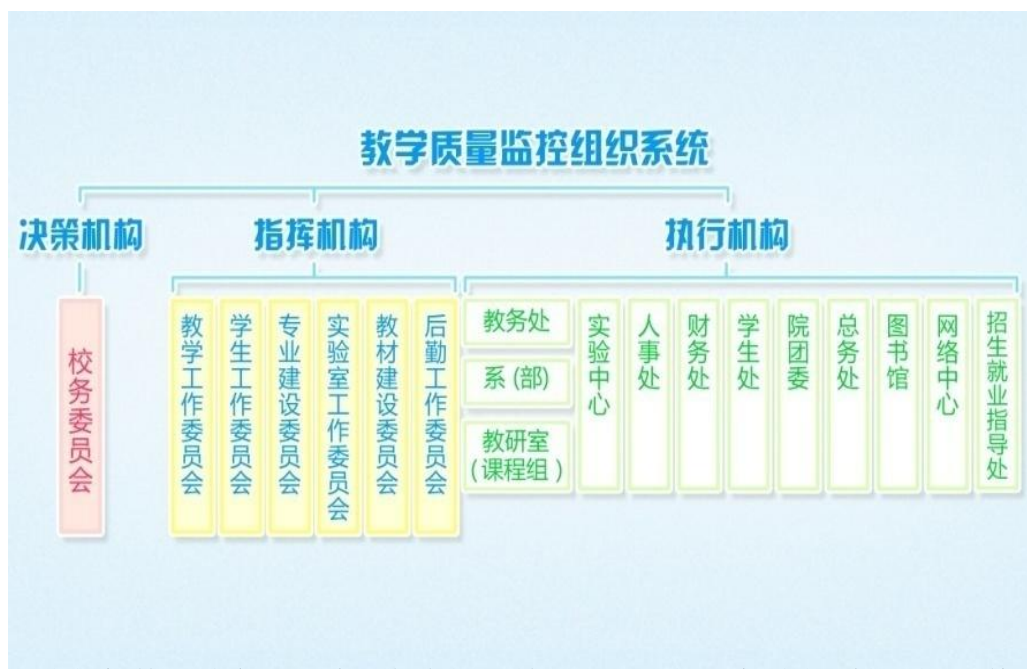 教学质量监控组织系统
决策机构
指挥机构
执行机构
校务委员会
教学工作委员会
学生工作委员会
专业建设委员会
实验室工作委员会
教材建设委员会
后勤工作委员会
教务处
系(部)
教研室
(课程组)
实验中心
人事处
财务处
学生处
院团委
总务处
图书馆
网络中心
招生就业指导处